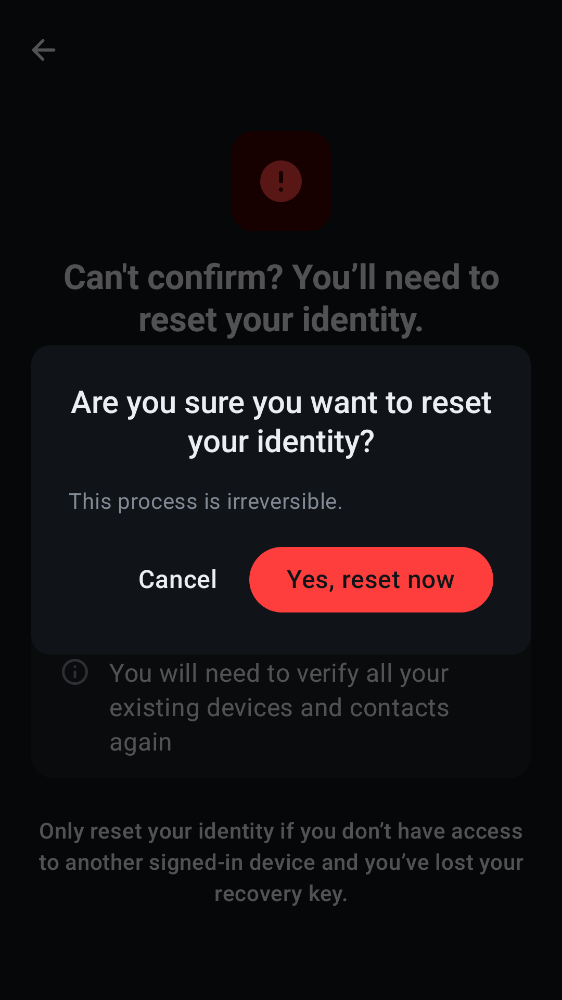 Can't confirm? You’ll need to
reset your identity.
Are you sure you want to reset
your identity?
This process is irreversible.
Cancel
Yes, reset now
You will need to verify all your
existing devices and contacts
again
Only reset your identity if you don’t have access
to another signed-in device and you’ve lost your
recovery key.